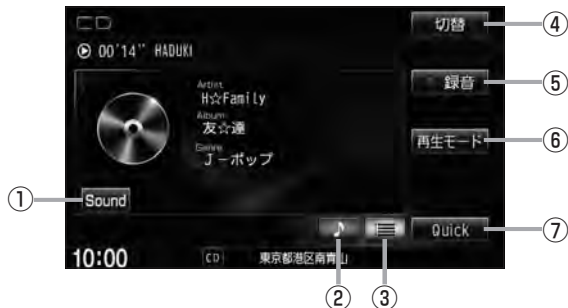 CD
切替
④
00'14'' HADUKI
Artist
録音
⑤
H☆Family
Album
友☆遠
Genre
再生モード
⑥
J-ポップ
①
Sound
Quick
⑦
10:00
CD
東京都港区南青山
②
③